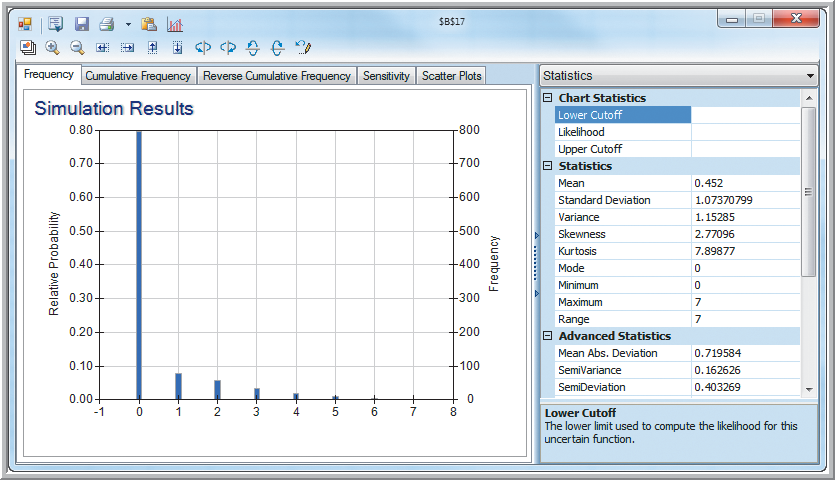 $B$17
Frequency Cumulative Frequency Reverse Cumulative Frequency Sensitivity Scatter Plots
Simulation Results
Relative Probability
0.80
0.70
0.60
0.50
0.40
0.30
0.20
0.10
0.00
-1 0 1 2 3 4 5 6 7 8
800
700
600
500
400
300
200
100
0
Frequency
Statistics
Chart Statistics
Lower Cutoff
Likelihood
Upper Cutoff
Statistics
Mean 0.452
Standard Deviation 1.07370799
Variance 1.15285
Skewness 2.77096
Kurtosis 7.89877
Mode 0
Minimum 0
Maximum 7
Range 7
Advanced Statistics
Mean Abs. Deviation 0.719584
SemiVariance 0.162626
SemiDeviation 0.403269
Lower Cutoff
The lower limit used to compute the likelihood for this
uncertain function.